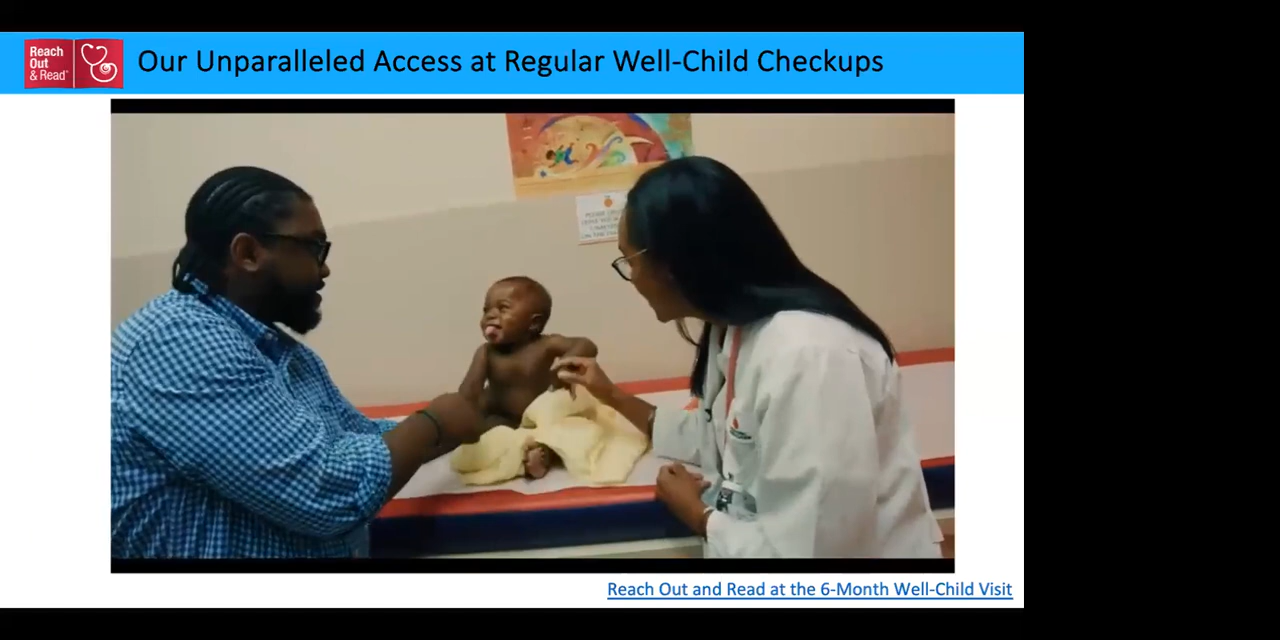 Reach
Out
& Read®
Our Unparalleled Access at Regular Well-Child Checkups
PLEASE
Reach Out and Read at the 6-Month Well-Child Visit